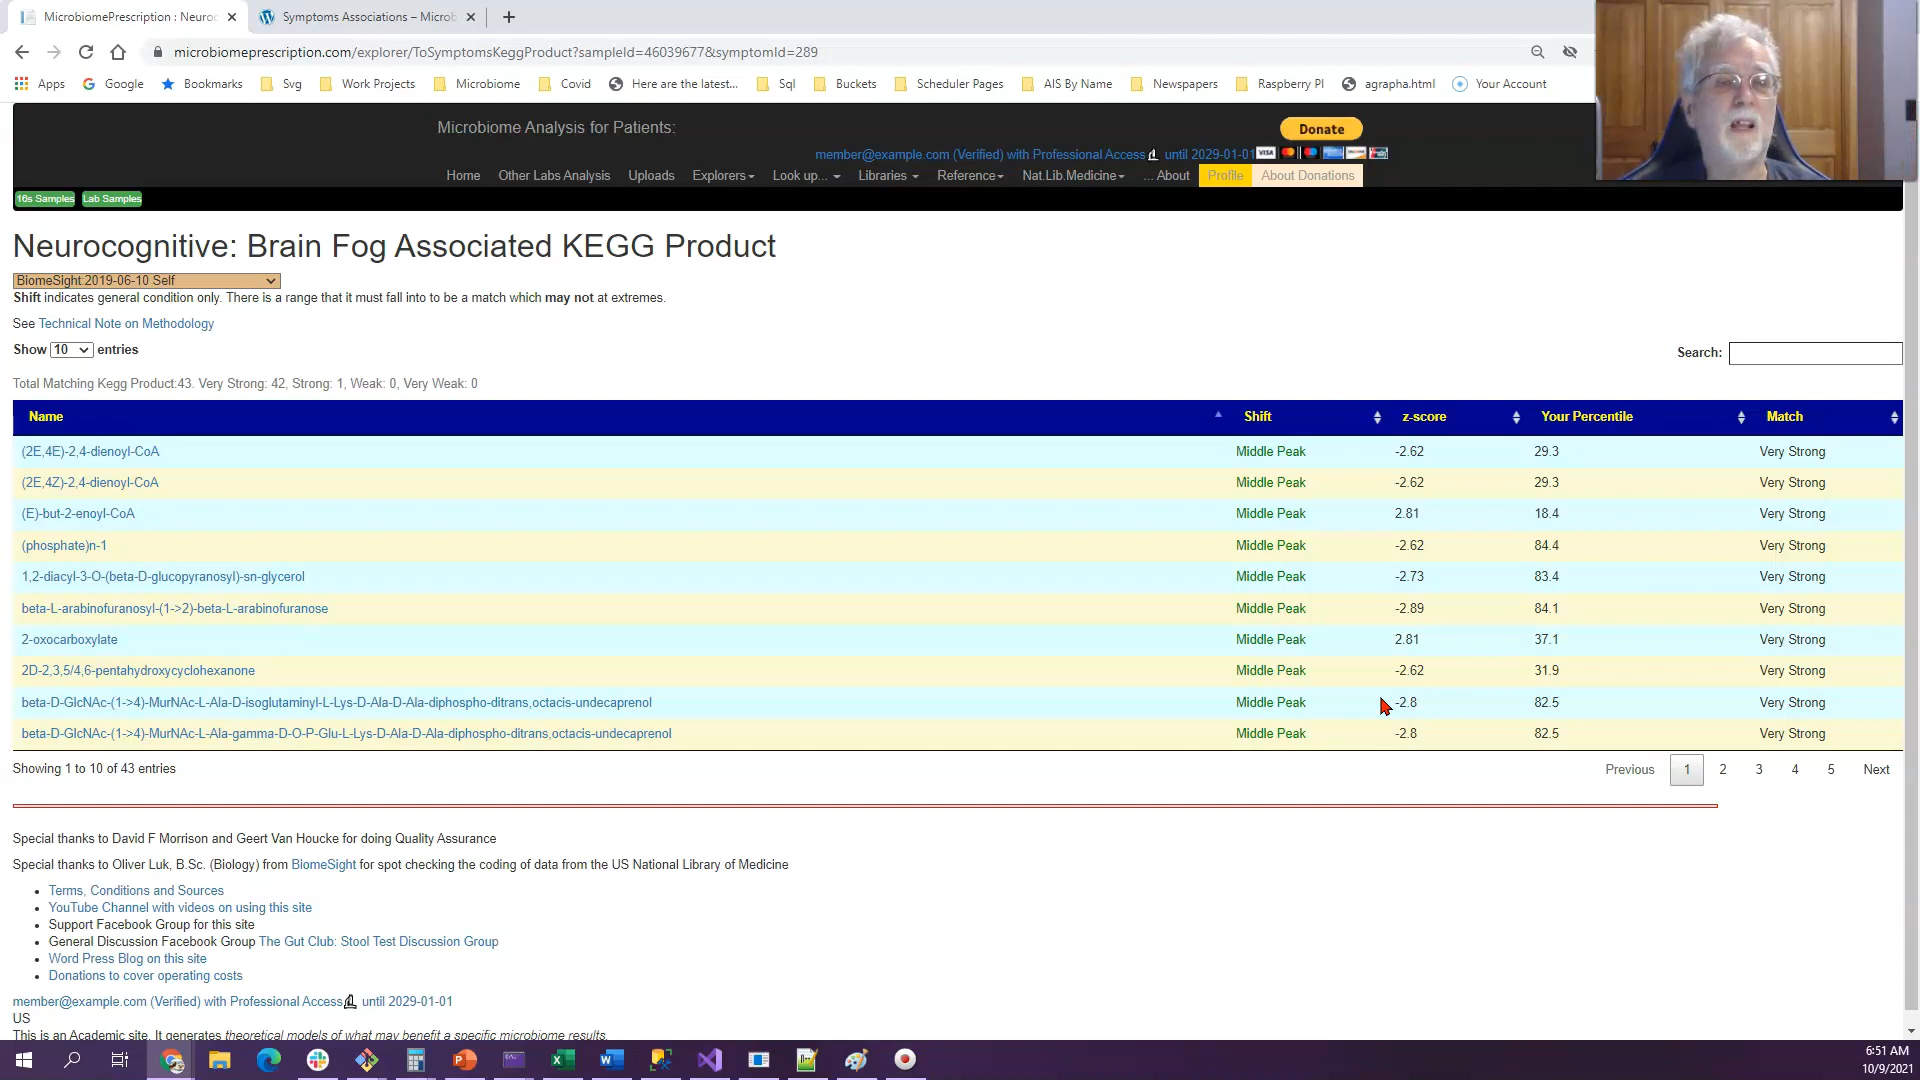 MicrobiomePrescription : Neuroc
Symptoms Associations – Microb
microbiomeprescription.com/explorer/ToSymptomsKeggProduct?sampleId=46039677&symptomId=289
Apps Google Bookmarks Svg Work Projects Microbiome Covid Here are the latest... Sql Buckets Scheduler Pages AIS By Name Newspapers Raspberry PI agrapha.html Your Account
Microbiome Analysis for Patients:
Donate
member@example.com (Verified) with Professional Access until 2029-01-01
Home Other Labs Analysis Uploads Explorers Look up... Libraries Reference Nat.Lib.Medicine ... About Profile About Donations
16s Samples Lab Samples
Neurocognitive: Brain Fog Associated KEGG Product
BiomeSight:2019-06-10 Self
Shift indicates general condition only. There is a range that it must fall into to be a match which may not at extremes.
See Technical Note on Methodology
Show 10 entries
Search:
Total Matching Kegg Product:43. Very Strong: 42, Strong: 1, Weak: 0, Very Weak: 0
Name Shift z-score Your Percentile Match
(2E,4E)-2,4-dienoyl-CoA Middle Peak -2.62 29.3 Very Strong
(2E,4Z)-2,4-dienoyl-CoA Middle Peak -2.62 29.3 Very Strong
(E)-but-2-enoyl-CoA Middle Peak 2.81 18.4 Very Strong
(phosphate)n-1 Middle Peak -2.62 84.4 Very Strong
1,2-diacyl-3-O-(beta-D-glucopyranosyl)-sn-glycerol Middle Peak -2.73 83.4 Very Strong
beta-L-arabinofuranosyl-(1->2)-beta-L-arabinofuranose Middle Peak -2.89 84.1 Very Strong
2-oxocarboxylate Middle Peak 2.81 37.1 Very Strong
2D-2,3,5/4,6-pentahydroxycyclohexanone Middle Peak -2.62 31.9 Very Strong
beta-D-GlcNAc-(1->4)-MurNAc-L-Ala-D-isoglutaminyl-L-Lys-D-Ala-D-Ala-diphospho-ditrans,octacis-undecaprenol Middle Peak -2.8 82.5 Very Strong
beta-D-GlcNAc-(1->4)-MurNAc-L-Ala-gamma-D-O-P-Glu-L-Lys-D-Ala-D-Ala-diphospho-ditrans,octacis-undecaprenol Middle Peak -2.8 82.5 Very Strong
Showing 1 to 10 of 43 entries
Previous 1 2 3 4 5 Next
Special thanks to David F Morrison and Geert Van Houcke for doing Quality Assurance
Special thanks to Oliver Luk, B.Sc. (Biology) from BiomeSight for spot checking the coding of data from the US National Library of Medicine
Terms, Conditions and Sources
YouTube Channel with videos on using this site
Support Facebook Group for this site
General Discussion Facebook Group The Gut Club: Stool Test Discussion Group
Word Press Blog on this site
Donations to cover operating costs
member@example.com (Verified) with Professional Access until 2029-01-01
US
This is an Academic site. It generates theoretical models of what may benefit a specific microbiome results.
6:51 AM
10/9/2021